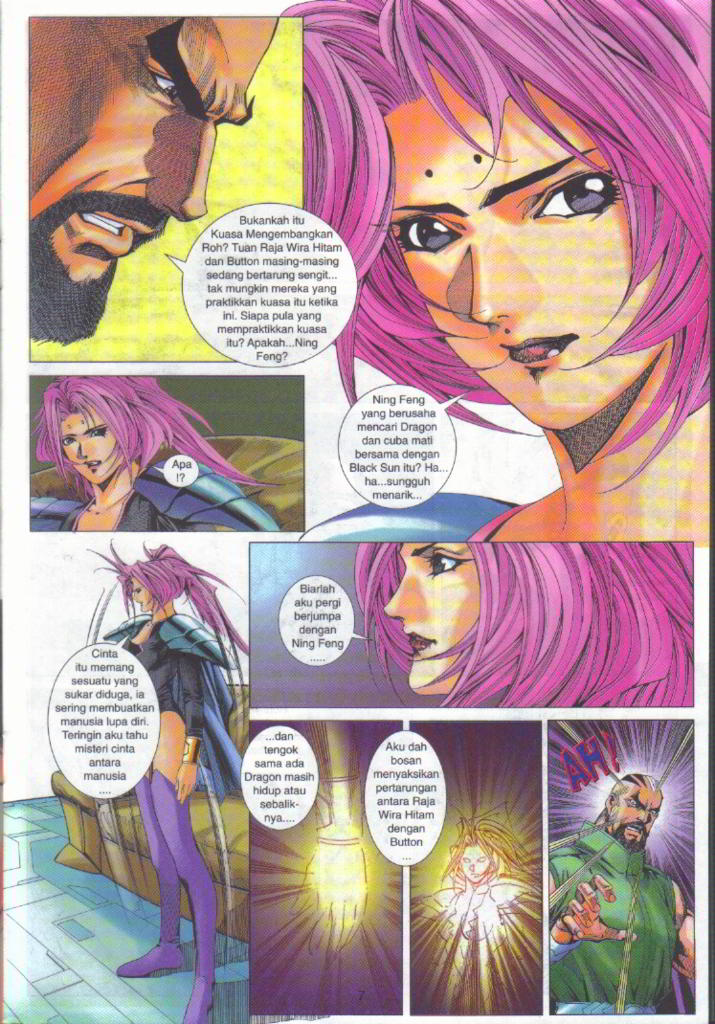 Bukankah itu
Kuasa Mengembangkan
Roh? Tuan Raja Wira Hitam
dan Button masing-masing
sedang bertarung sengit...
tak mungkin mereka yang
praktikkan kuasa itu ketika
ini. Siapa pula yang
mempraktikkan kuasa
itu? Apakah...Ning
Feng?
Ning Feng
yang berusaha
mencari Dragon
dan cuba mati
bersama dengan
Black Sun itu? Ha...
ha...sungguh
menarik...
Apa
!?
Biarlah
aku pergi
berjumpa
dengan
Ning Feng
.....
Cinta
itu memang
sesuatu yang
sukar diduga, ia
sering membuatkan
manusia lupa diri.
Teringin aku tahu
misteri cinta
antara
manusia
....
...dan
tengok
sama ada
Dragon masih
hidup atau
sebalik-
nya....
Aku dah
bosan
menyaksikan
pertarungan
antara Raja
Wira Hitam
dengan
Button
...
AH!
7